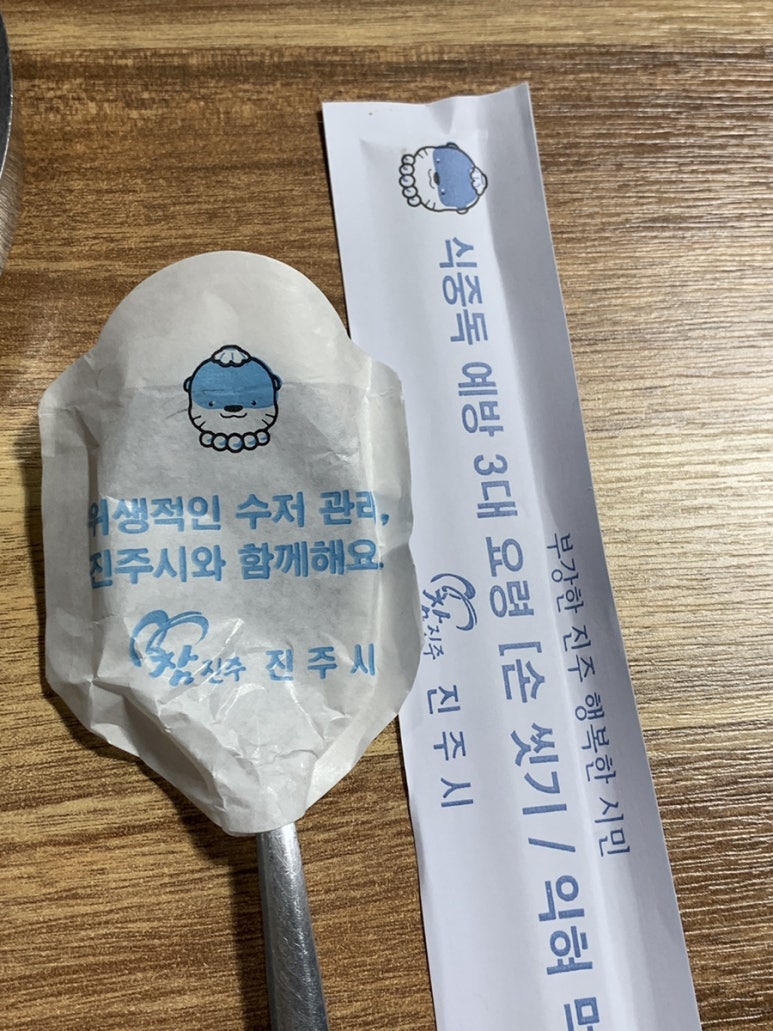 위생적인 수저 관리,
진주시와 함께해요.
참진주 진주시
식중독 예방 3대 요령 [손 씻기 / 익혀
부강한 진주 행복한 시민
참진주 진주시